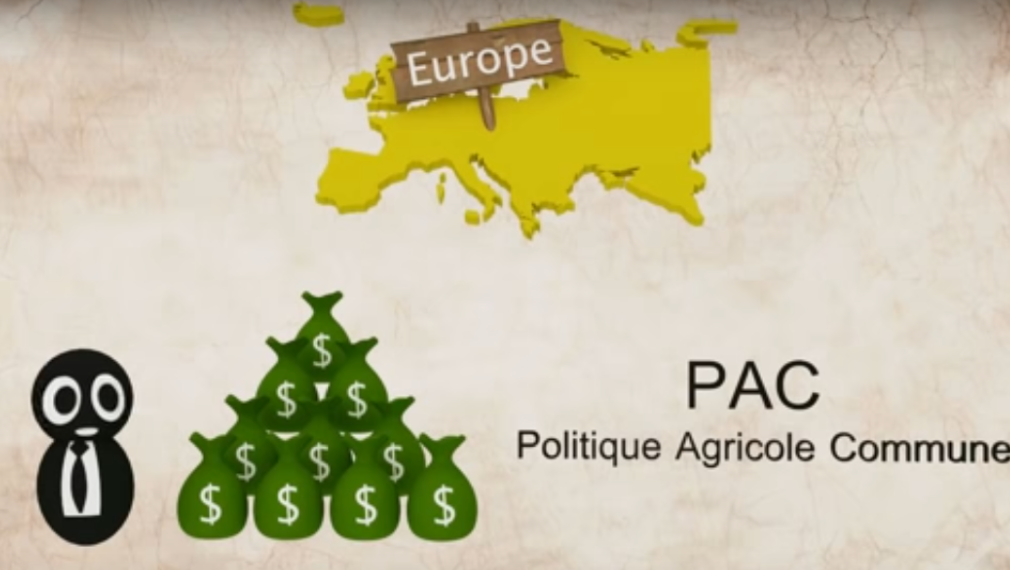 Europe
$
$ $
$ $ $
$ $ $ $
PAC
Politique Agricole Commune